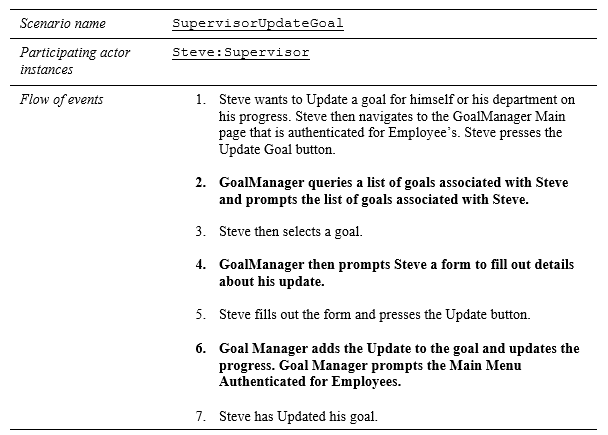 Scenario name SupervisorUpdateGoal
Participating actor Steve:Supervisor
instances
Flow of events 1. Steve wants to Update a goal for himself or his department on
his progress. Steve then navigates to the GoalManager Main
page that is authenticated for Employee’s. Steve presses the
Update Goal button.
2. GoalManager queries a list of goals associated with Steve
and prompts the list of goals associated with Steve.
3. Steve then selects a goal.
4. GoalManager then prompts Steve a form to fill out details
about his update.
5. Steve fills out the form and presses the Update button.
6. Goal Manager adds the Update to the goal and updates the
progress. Goal Manager prompts the Main Menu
Authenticated for Employees.
7. Steve has Updated his goal.